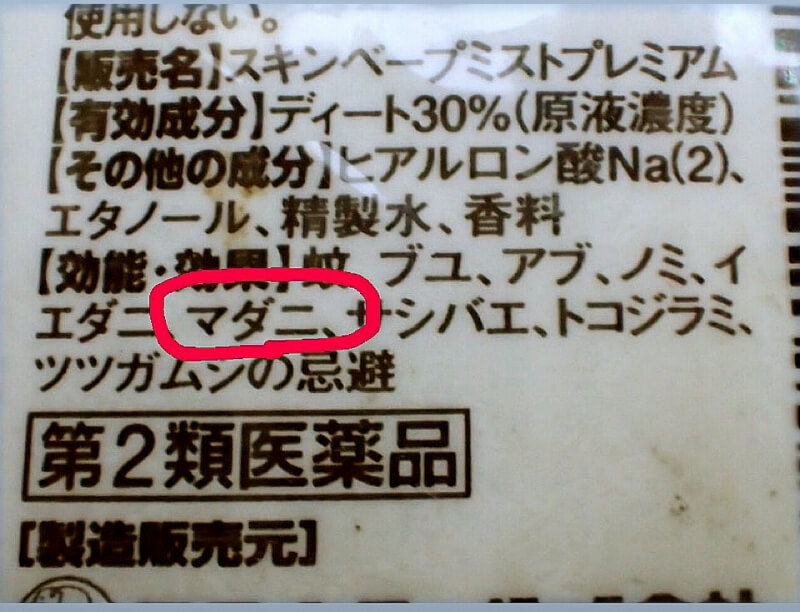 使用しない。
【販売名】スキンベープミストプレミアム
【有効成分】ディート30%(原液濃度)
【その他の成分】ヒアルロン酸Na(2)、
エタノール、精製水、香料
【効能・効果】蚊、ブユ、アブ、ノミ、イ
エダニ、マダニ、サシバエ、トコジラミ、
ツツガムシの忌避
第2類医薬品
[製造販売元]